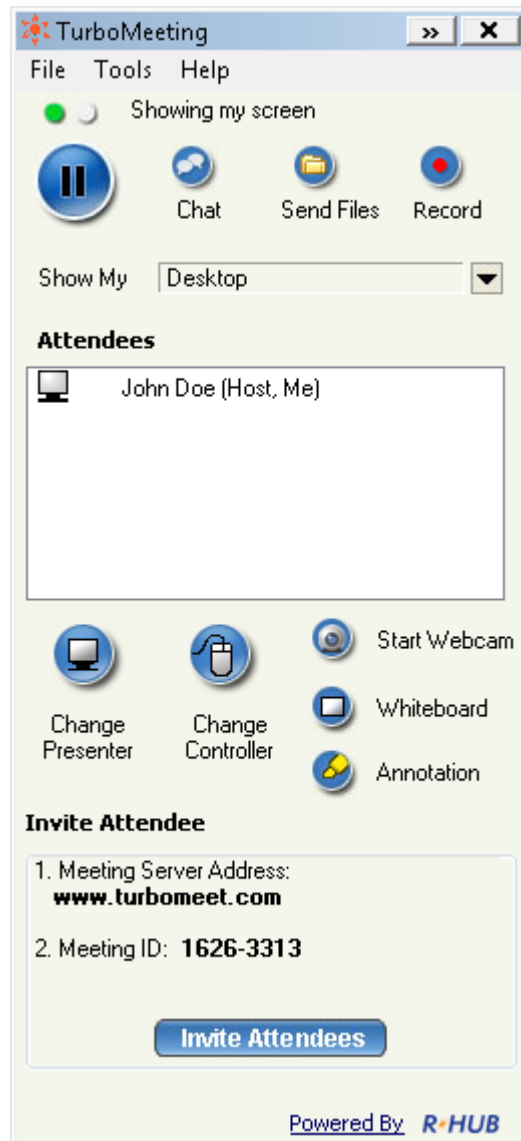 TurboMeeting
File Tools Help
Showing my screen
Chat Send Files Record
Show My Desktop
Attendees
John Doe (Host, Me)
Start Webcam
Change Presenter
Change Controller
Whiteboard
Annotation
Invite Attendee
1. Meeting Server Address:
www.turbomeet.com
2. Meeting ID: 1626-3313
Invite Attendees
Powered By R-HUB